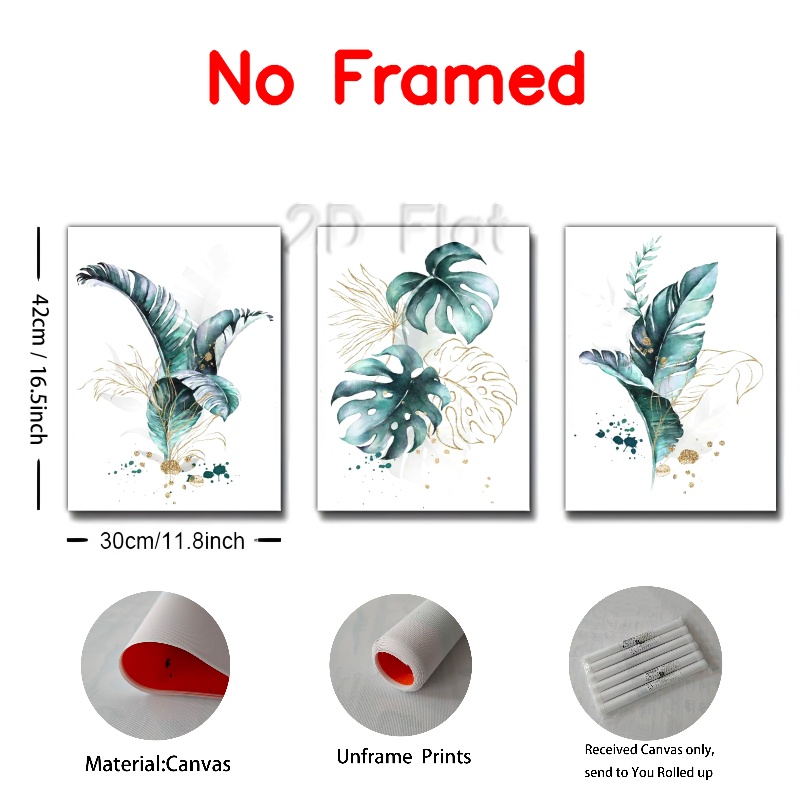 No Framed
2D Flat
42cm / 16.5inch
30cm/11.8inch
Material:Canvas
Unframe Prints
Received Canvas only,
send to You Rolled up